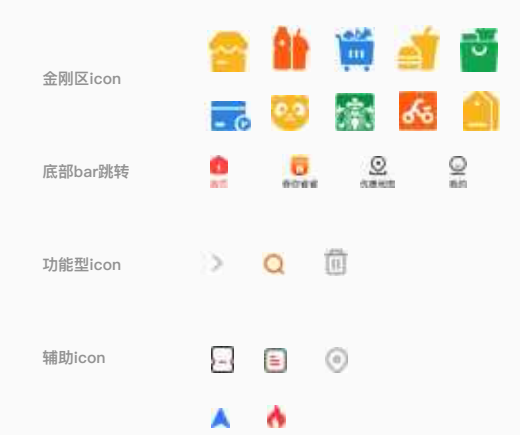 金刚区icon
底部bar跳转
首页
优惠地图
我的
功能型icon
辅助icon